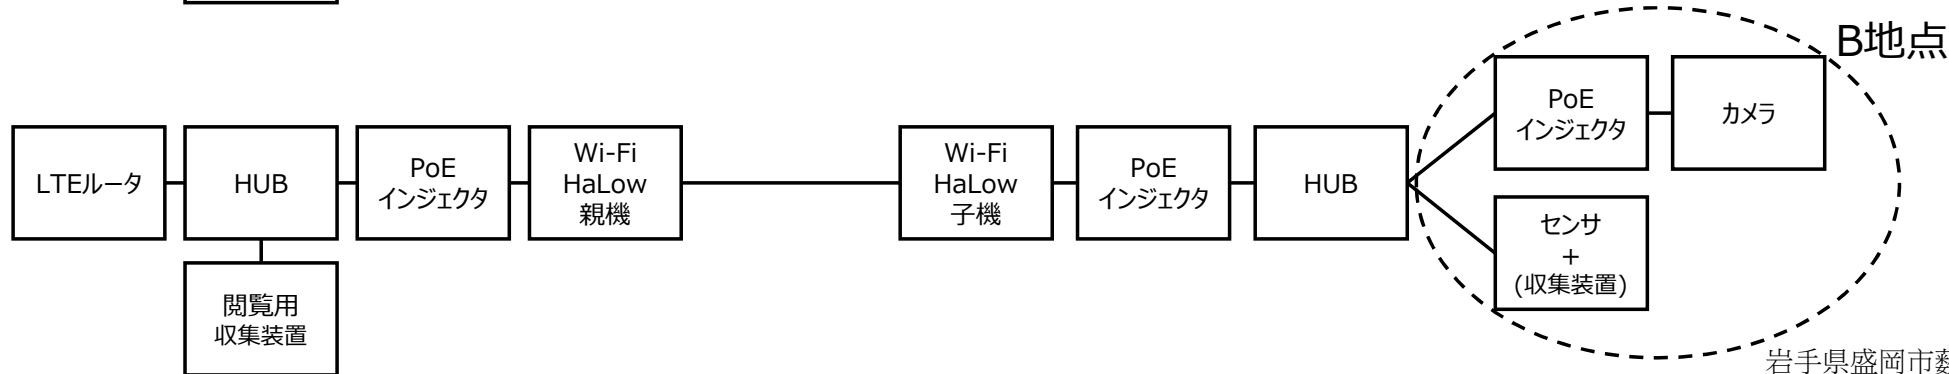 B地点
PoE
インジェクタ
カメラ
LTEルータ
HUB
PoE
インジェクタ
Wi-Fi
HaLow
親機
Wi-Fi
HaLow
子機
PoE
インジェクタ
HUB
センサ
+
(収集装置)
閲覧用
収集装置
岩手県盛岡市